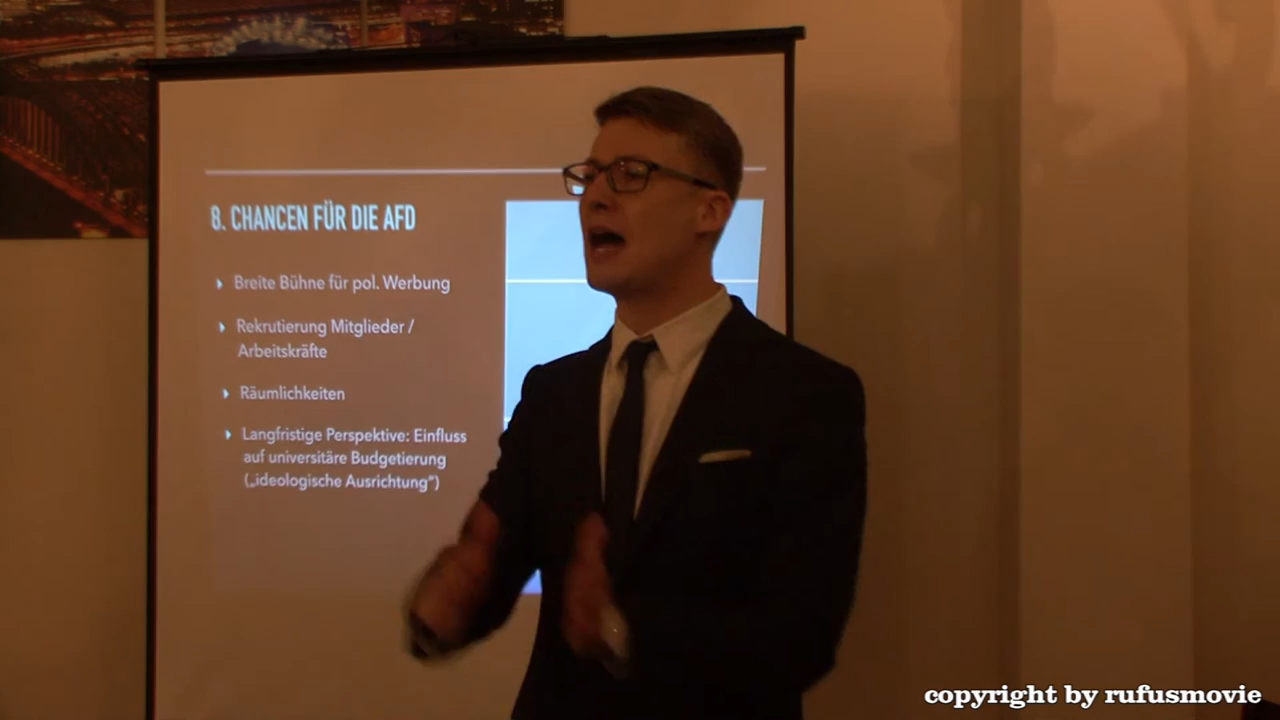 8. CHANCEN FÜR DIE AFD
Breite Bühne für pol. Werbung
Rekrutierung Mitglieder /
Arbeitskräfte
Räumlichkeiten
Langfristige Perspektive: Einfluss
auf universitäre Budgetierung
(„ideologische Ausrichtung“)
copyright by rufusmovie